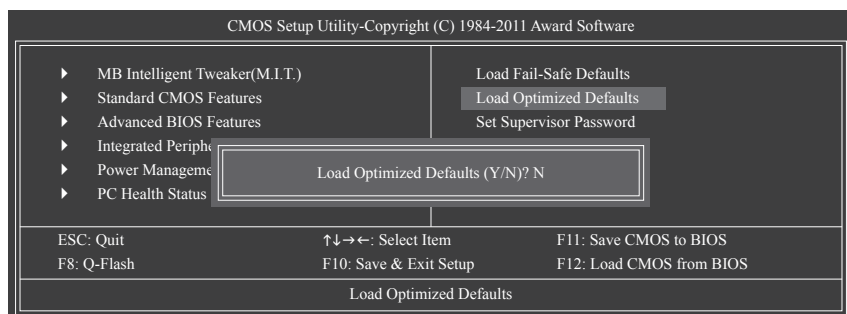 CMOS Setup Utility-Copyright (C) 1984-2011 Award Software
MB Intelligent Tweaker(M.I.T.)
Standard CMOS Features
Advanced BIOS Features
Integrated
Power
PC Health Status
Load Fail-Safe Defaults
Load Optimized Defaults
Set Supervisor Password
Load Optimized Defaults (Y/N)? N
ESC: Quit ↑↓→←: Select Item F11: Save CMOS to BIOS
F8: Q-Flash F10: Save & Exit Setup F12: Load CMOS from BIOS
Load Optimized Defaults